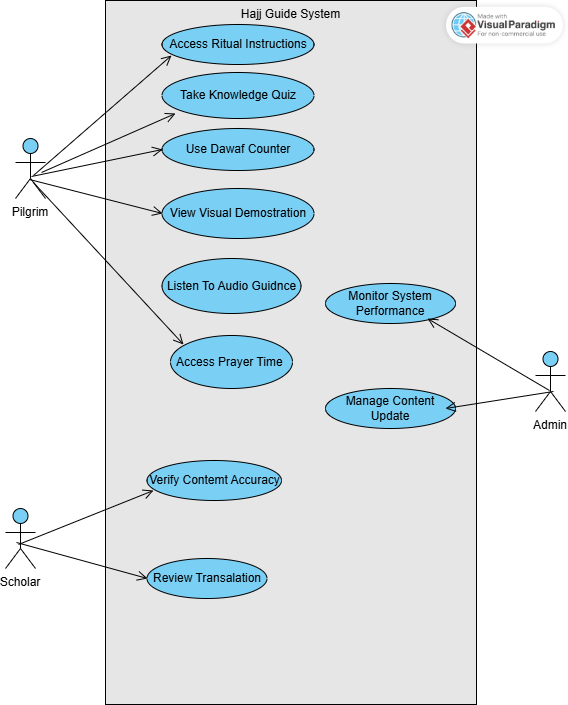 Hajj Guide System
Made with
Visual Paradigm
For non-commercial use
Access Ritual Instructions
Take Knowledge Quiz
Use Dawaf Counter
Pilgrim
View Visual Demostration
Listen To Audio Guidnce
Monitor System
Performance
Access Prayer Time
Manage Content
Update
Admin
Verify Contemt Accuracy
Scholar
Review Transalation